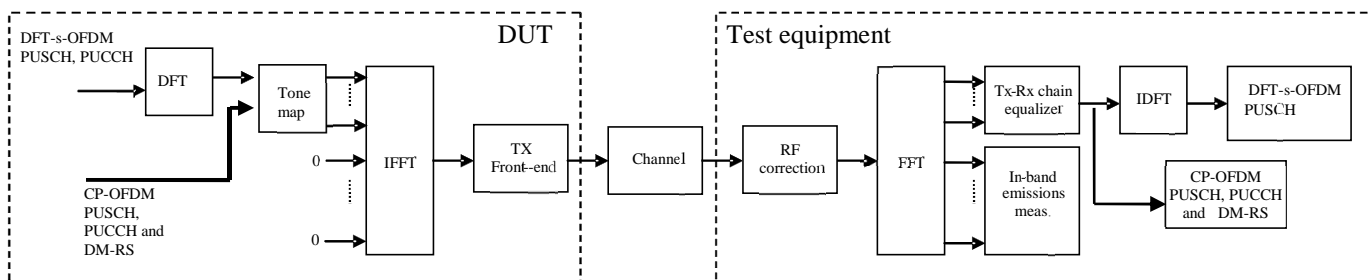 DUT
Test equipment
DFT-s-OFDM
PUSCH, PUCCH
DFT
Tone
map
CP-OFDM
PUSCH,
PUCCH and
DM-RS
0
0
IFFT
TX
Front-end
Channel
RF
correction
FFT
Tx-Rx chain
equalizer
In-band
emissions
meas.
IDFT
DFT-s-OFDM
PUSCH
CP-OFDM
PUSCH, PUCCH
and DM-RS